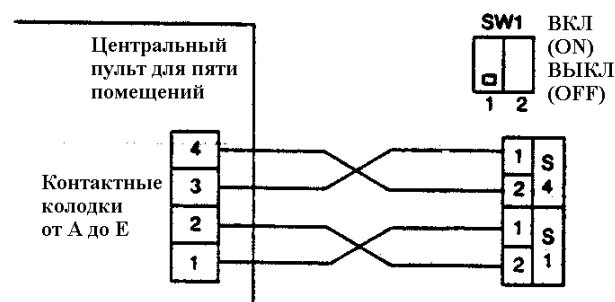 SW1 ВКЛ
(ON)
ВЫКЛ
(OFF)
1 2
Центральный
пульт для пяти
помещений
Контактные
колодки
от А до Е
4
3
2
1
1
2
S
4
1
2
S
1